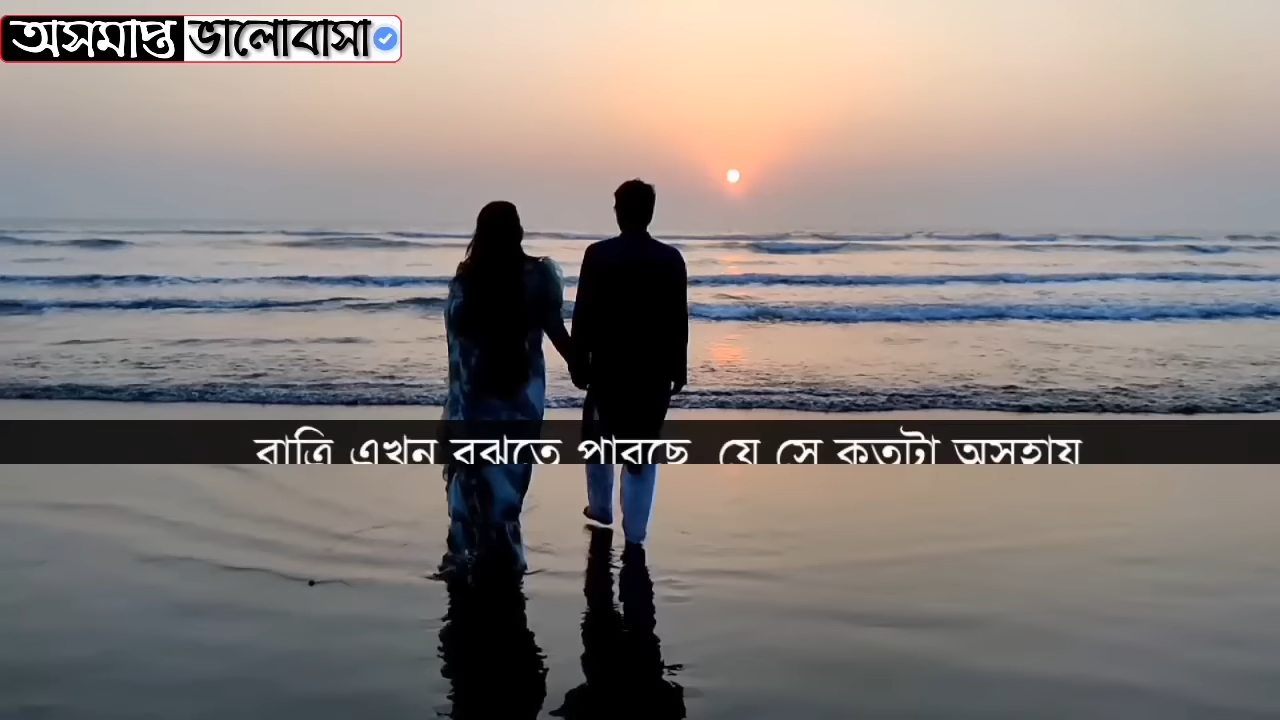 অসমাপ্ত ভালোবাসা
রাত্রি এখন বুঝতে পারছে যে সে কতটা অসহায়